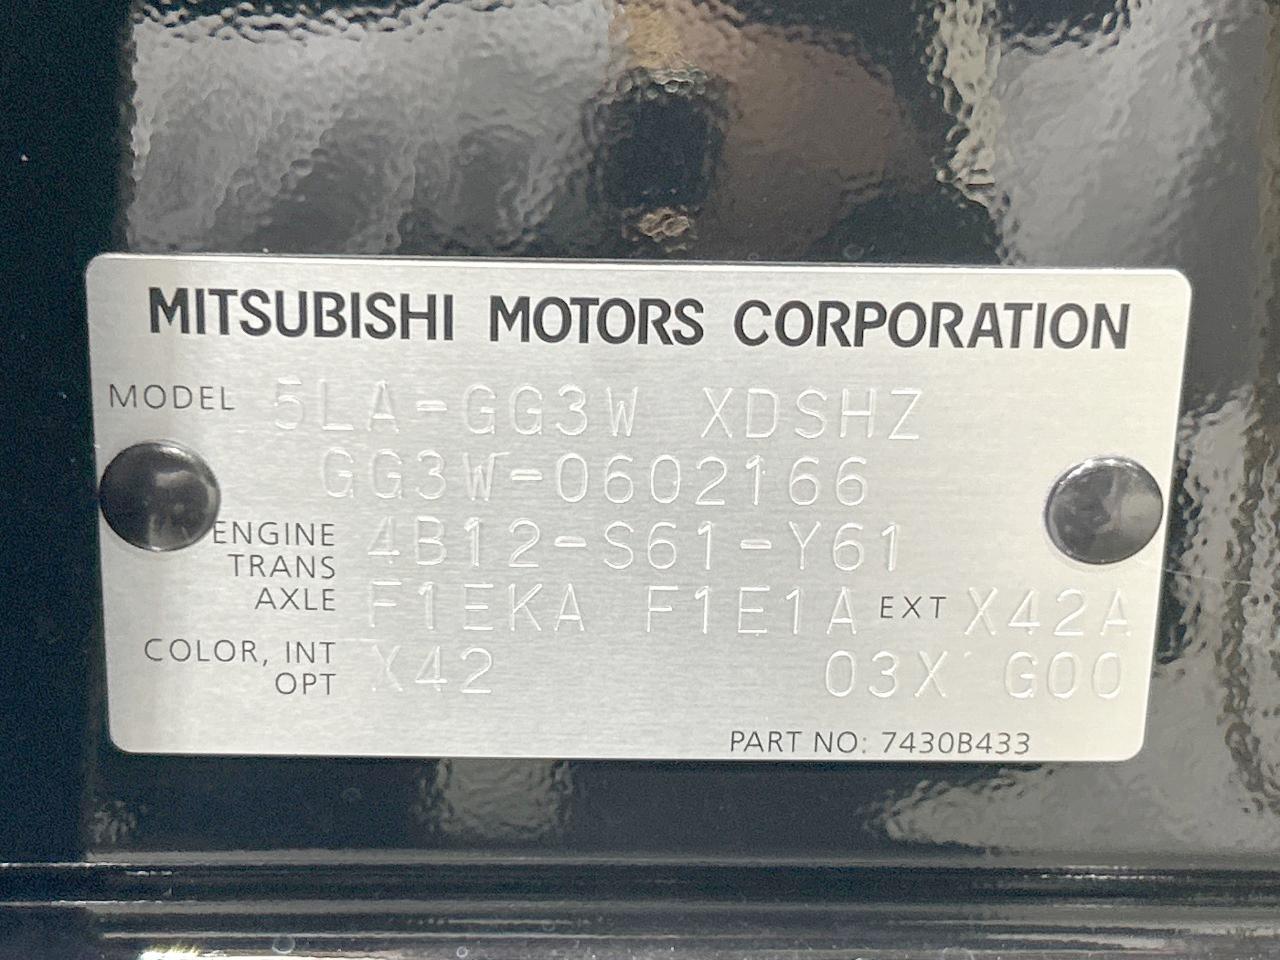 MITSUBISHI MOTORS CORPORATION
MODEL 5LA-GG3W XDSHZ
GG3W-0602166
ENGINE 4B12-S61-Y61
TRANS
AXLE F1EKA F1E1A EXT X42A
COLOR, INT X42 03X G00
OPT
PART NO: 7430B433